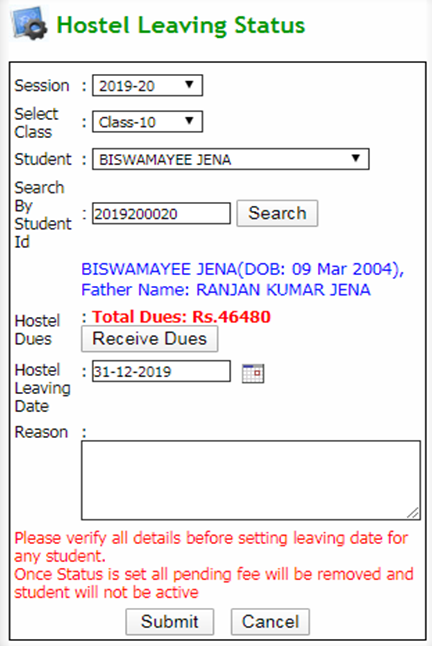 Hostel Leaving Status
Session : 2019-20
Select Class : Class-10
Student : BISWAMAYEE JENA
Search By Student Id : 2019200020 Search
BISWAMAYEE JENA(DOB: 09 Mar 2004),
Father Name: RANJAN KUMAR JENA
Hostel Dues : Total Dues: Rs.46480
Receive Dues
Hostel Leaving Date : 31-12-2019
Reason :
Please verify all details before setting leaving date for
any student.
Once Status is set all pending fee will be removed and
student will not be active
Submit Cancel